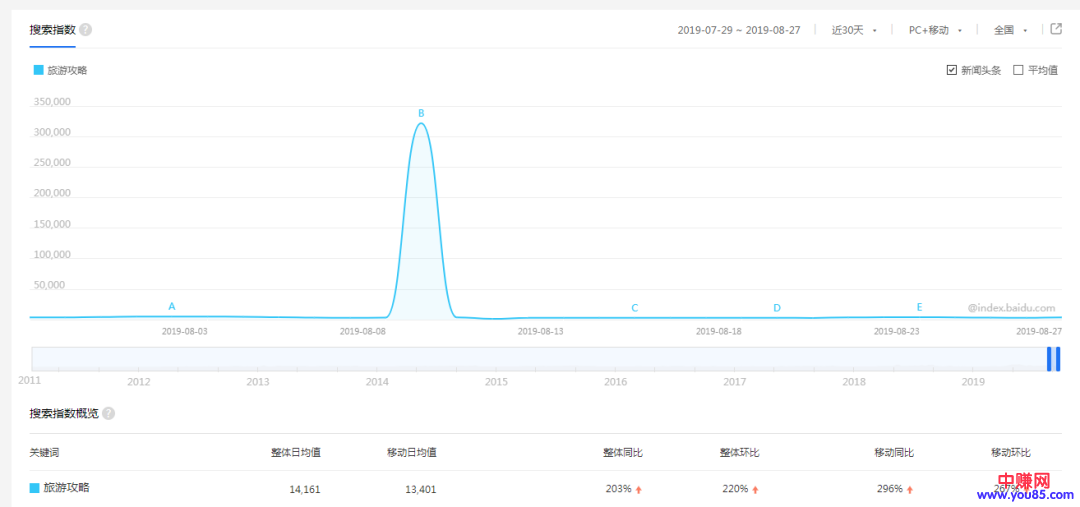 搜索指数 ? 2019-07-29 ~ 2019-08-27 近30天 PC+移动 全国
旅游攻略 新闻头条 平均值
350,000
B
300,000
250,000
200,000
150,000
100,000
50,000
A C D E @index.baidu.com
2019-08-03 2019-08-08 2019-08-13 2019-08-18 2019-08-23 2019-08-27
2011 2012 2013 2014 2015 2016 2017 2018 2019
搜索指数概览 ?
关键词 整体日均值 移动日均值 整体同比 整体环比 移动同比 移动环比
旅游攻略 14,161 13,401 203% 220% 296%
中赚网
www.you85.com